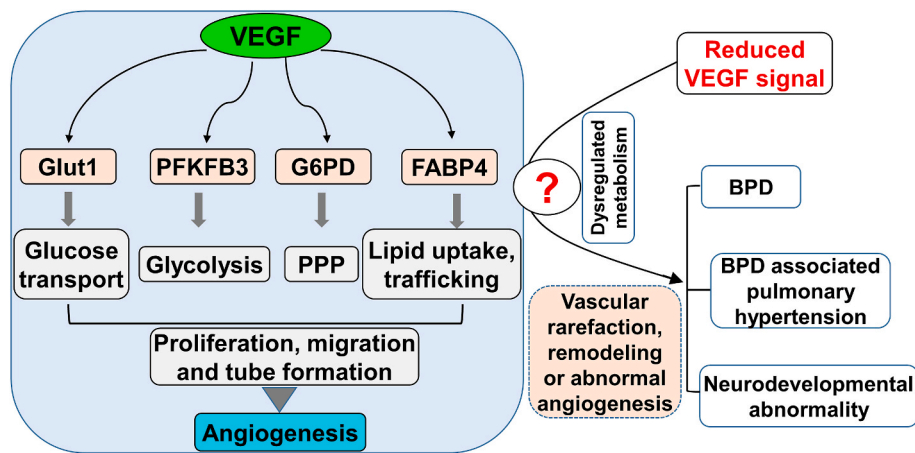 VEGF
Glut1
PFKFB3
G6PD
FABP4
Glucose
transport
Glycolysis
PPP
Lipid uptake,
trafficking
Proliferation, migration
and tube formation
Angiogenesis
Reduced
VEGF signal
?
Dysregulated
metabolism
Vascular
rarefaction,
remodeling
or abnormal
angiogenesis
BPD
BPD associated
pulmonary
hypertension
Neurodevelopmental
abnormality